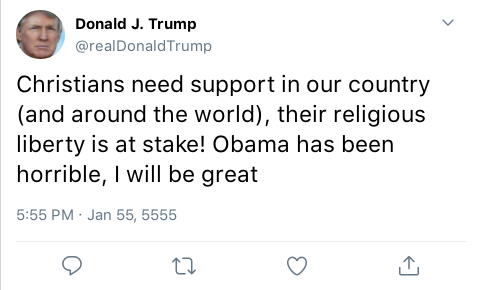 Donald J. Trump
@realDonaldTrump
Christians need support in our country
(and around the world), their religious
liberty is at stake! Obama has been
horrible, I will be great
5:55 PM · Jan 55, 5555